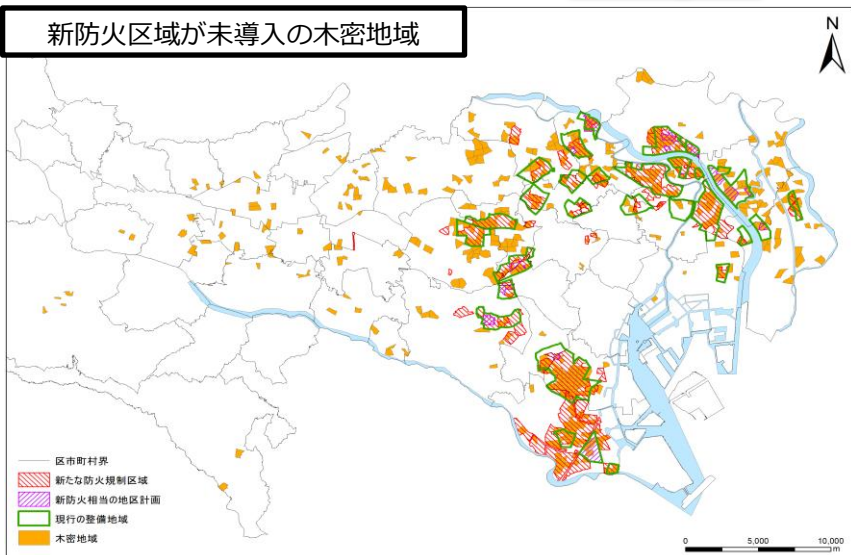 新防火区域が未導入の木密地域
N
区市町村界
新たな防火規制区域
新防火相当の地区計画
現行の整備地域
木密地域
0 5,000 10,000
m